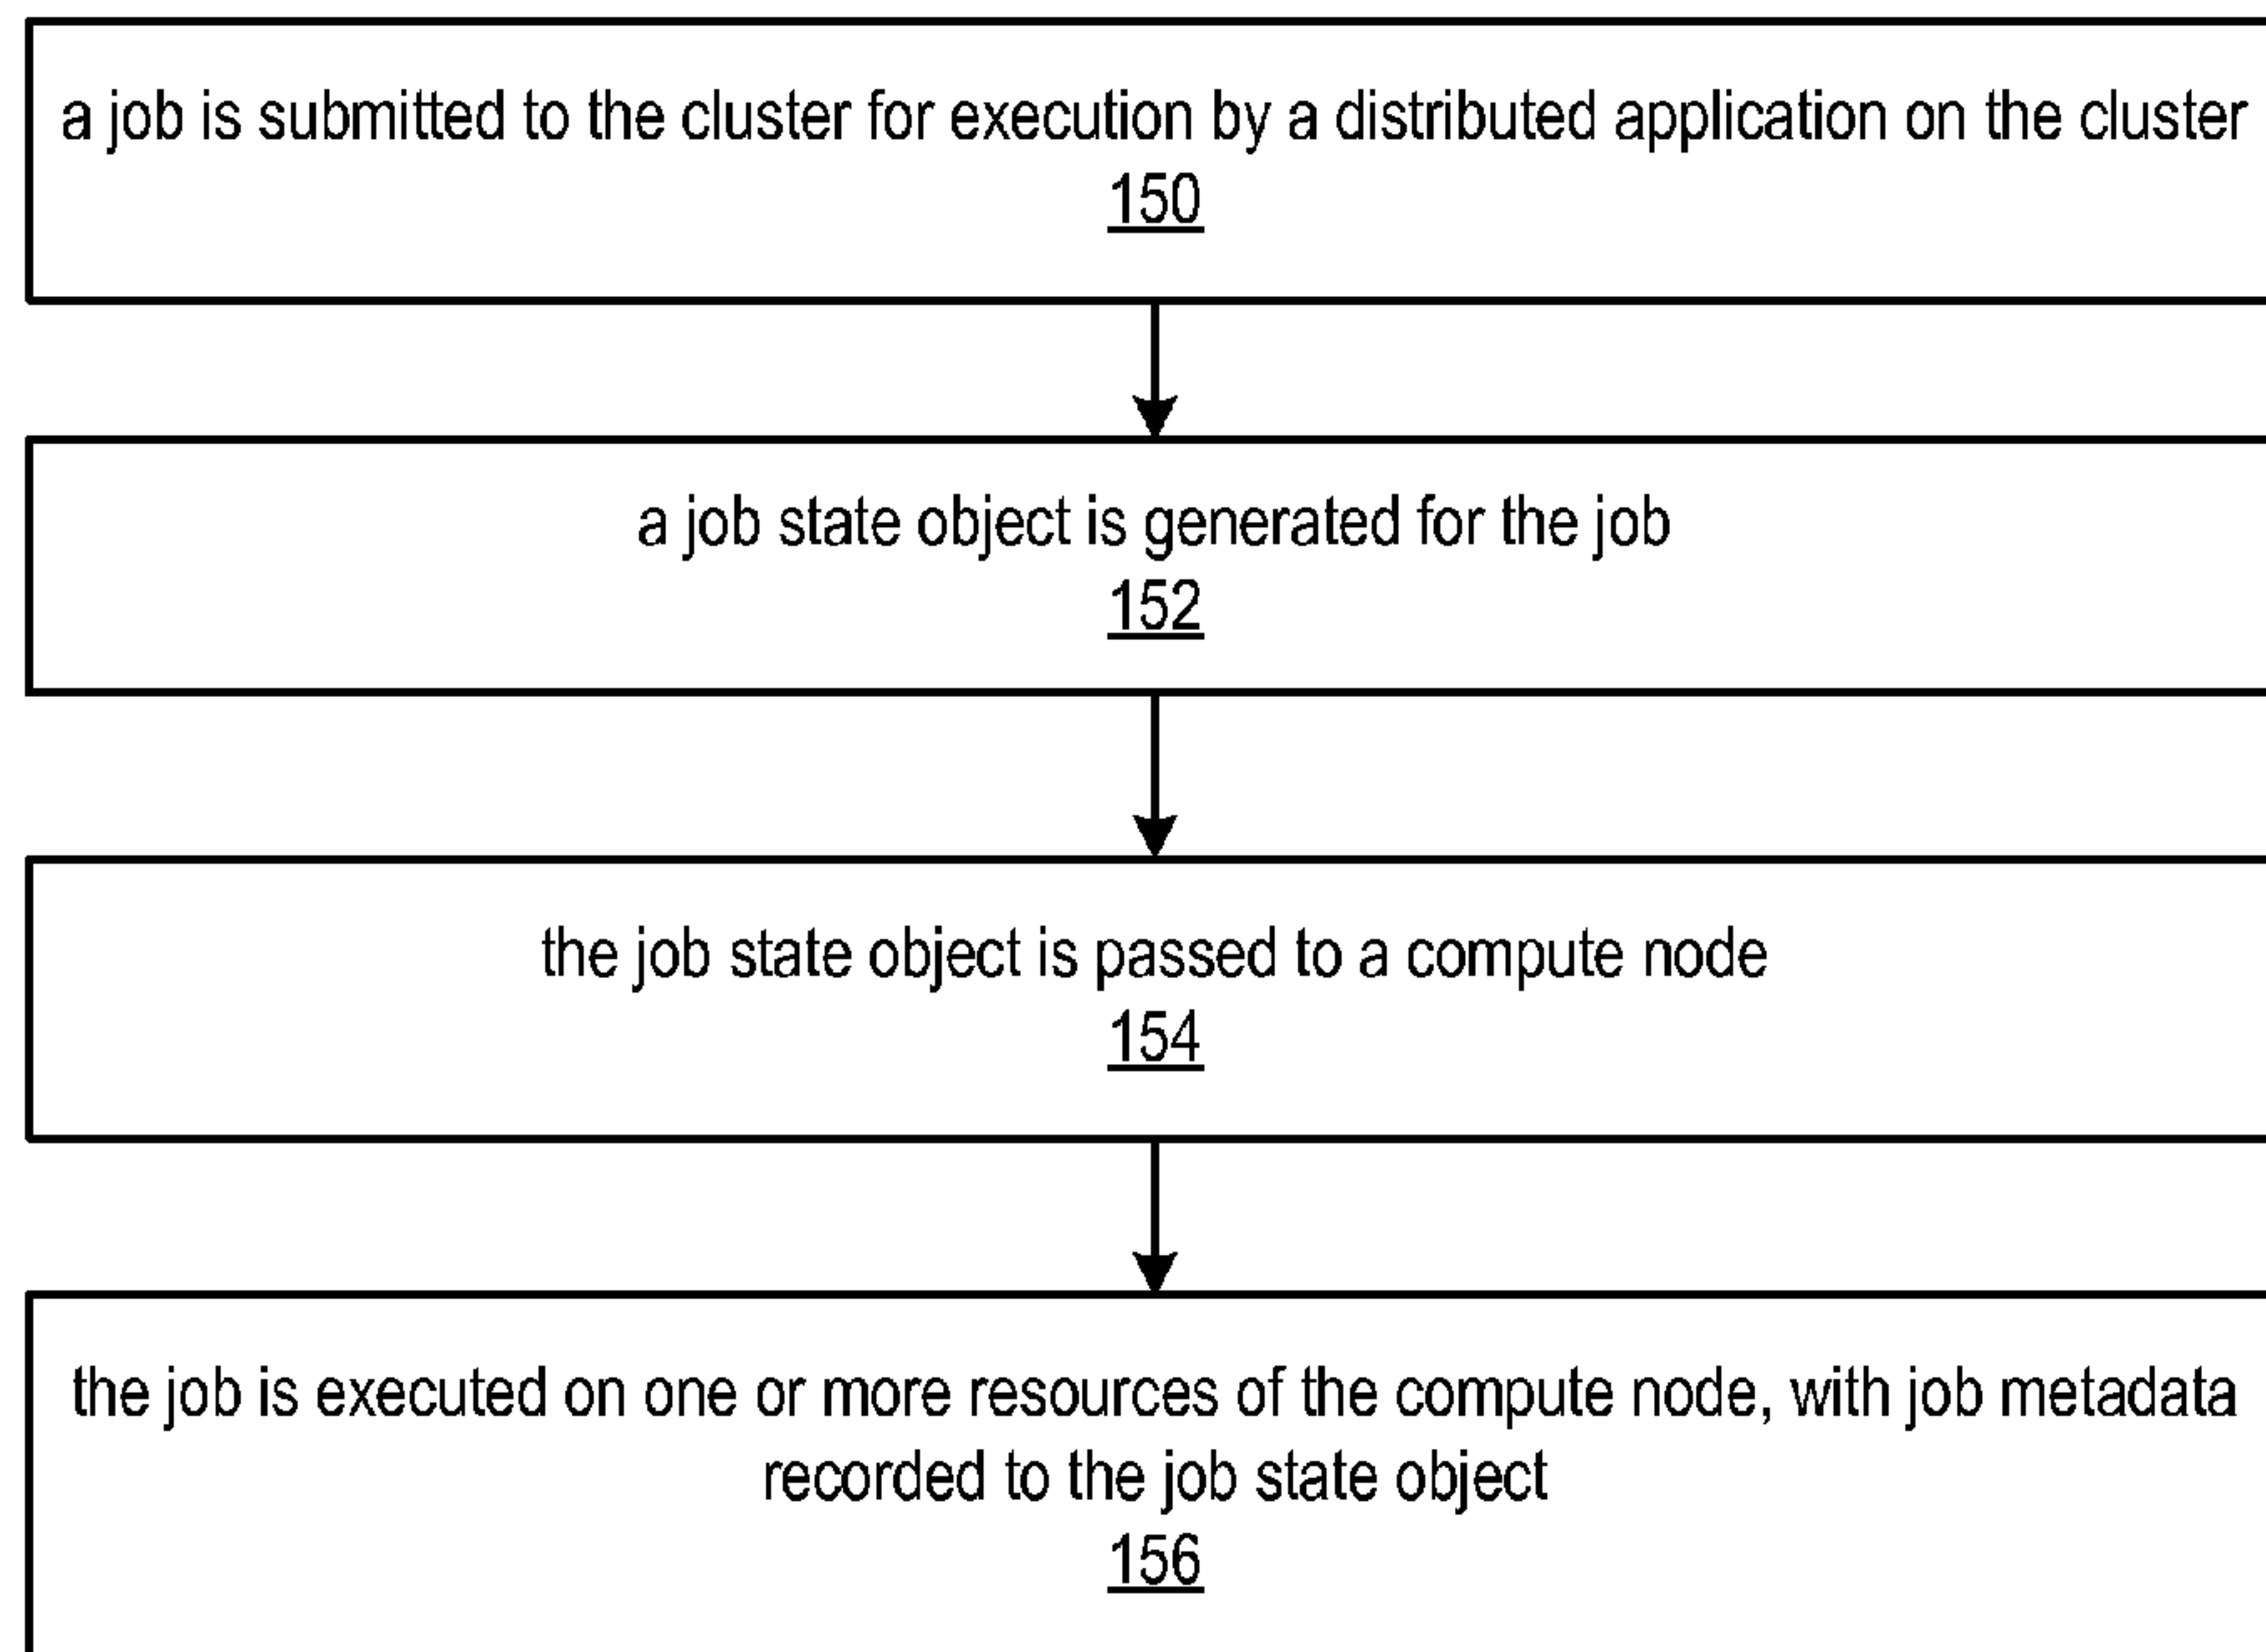 a job is submitted to the cluster for execution by a distributed application on the cluster
150
a job state object is generated for the job
152
the job state object is passed to a compute node
154
the job is executed on one or more resources of the compute node, with job metadata
recorded to the job state object
156